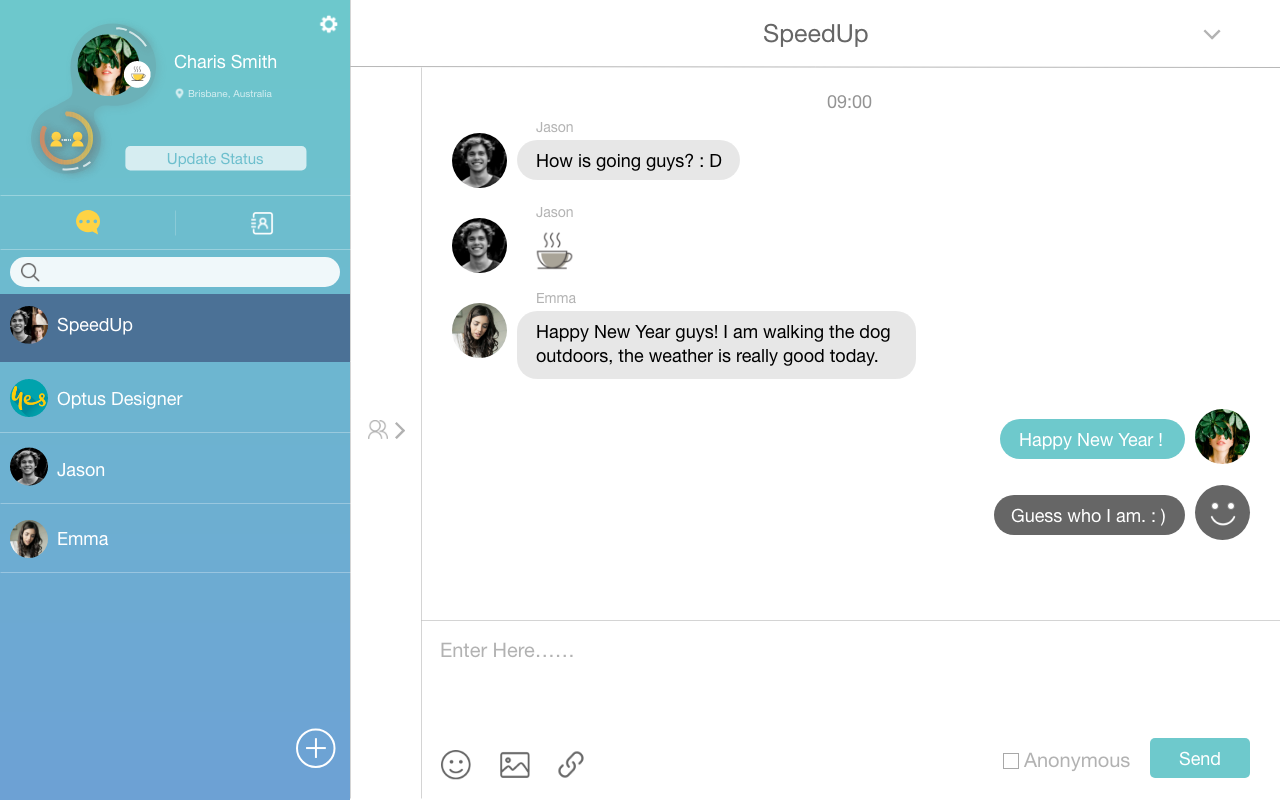 Charis Smith
Brisbane, Australia
Update Status
SpeedUp
Yes
Optus Designer
Jason
Emma
SpeedUp
09:00
Jason
How is going guys? : D
Jason
Emma
Happy New Year guys! I am walking the dog
outdoors, the weather is really good today.
Happy New Year !
Guess who I am. : )
Enter Here......
Anonymous
Send